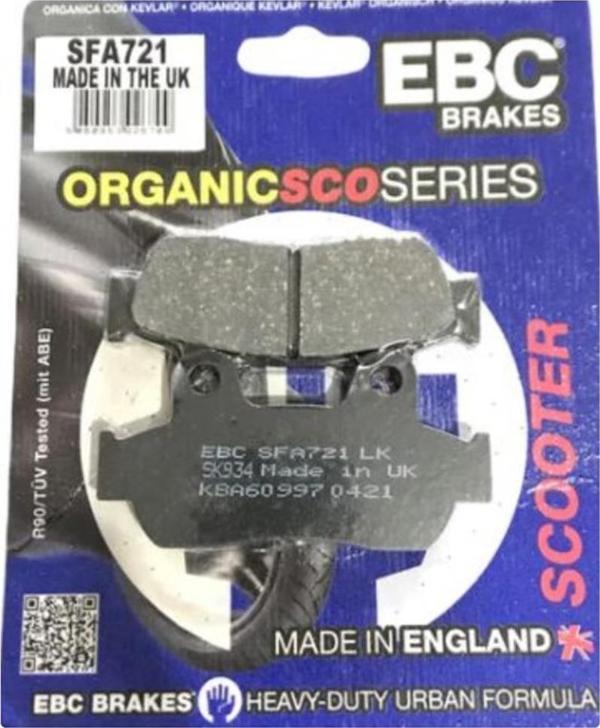 ORGANICA CON KEVLAR* • ORGANIQUE KEVLAR*
SFA721
MADE IN THE UK
EBC®
BRAKES
ORGANICSCOSERIES
R90/TÜV Tested (mit ABE)
SCOOTER
EBC SFA721 LK
SK934 Made in UK
KBA60997 0421
MADE IN ENGLAND
EBC BRAKES HEAVY-DUTY URBAN FORMULA